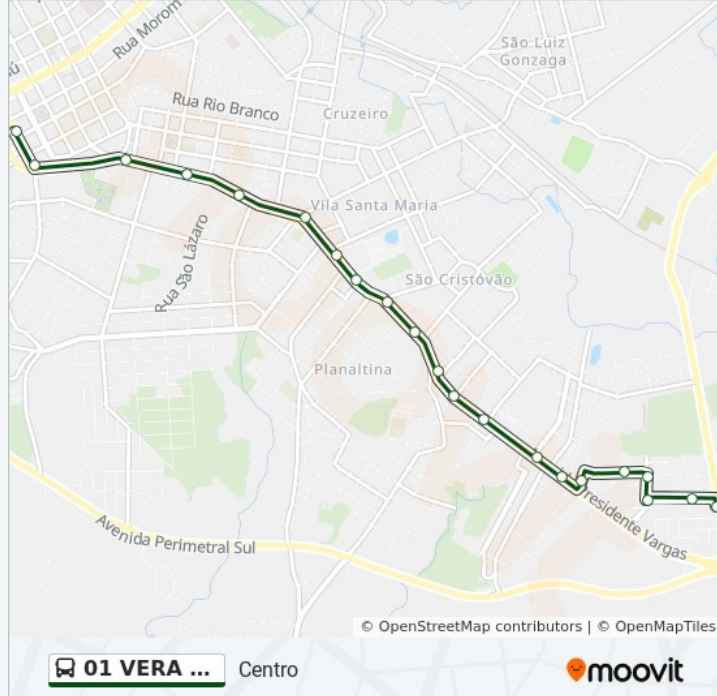 Rua Morom
São Luiz
Gonzaga
Rua Rio Branco
Cruzeiro
Vila Santa Maria
Rua São Lázaro
São Cristóvão
Planaltina
Presidente Vargas
Avenida Perimetral Sul
© OpenStreetMap contributors | © OpenMapTiles
01 VERA ...
Centro
moovit